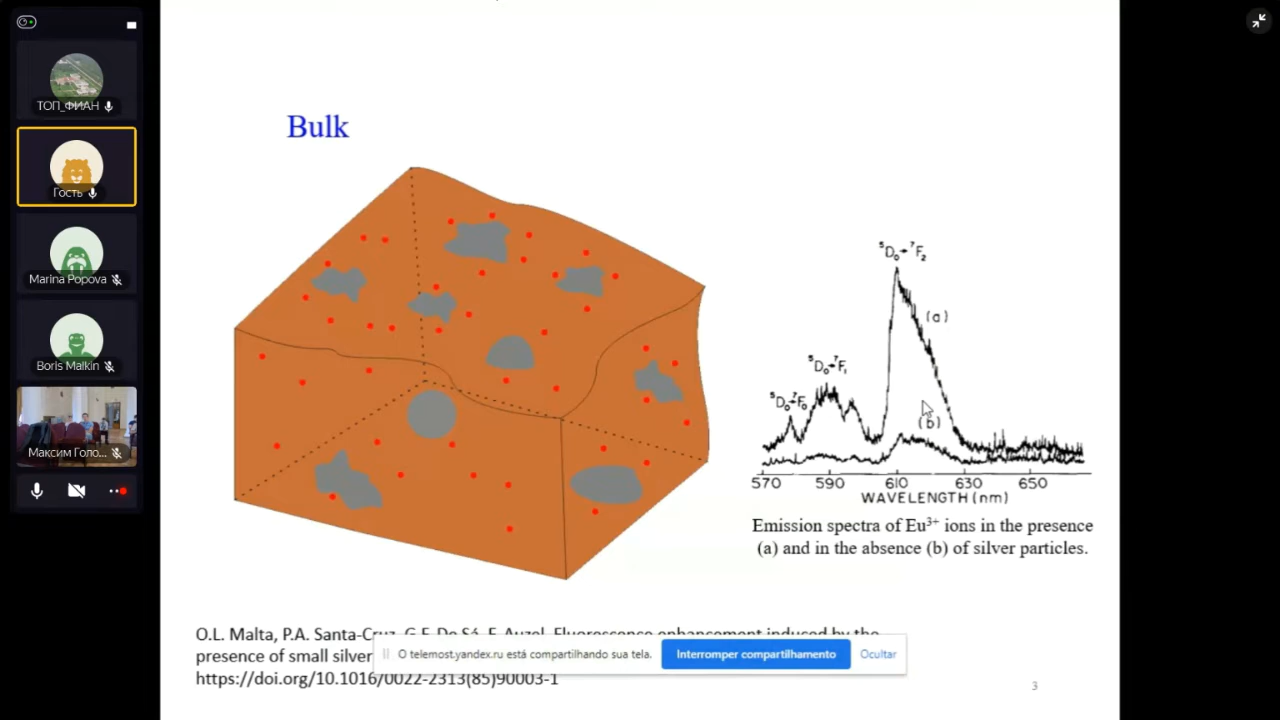 ТОП_ФИАН
Гость
Marina Popova
Boris Malkin
Максим Голо...
Bulk
⁵D₀→⁷F₂
(a)
⁵D₀→⁷F₁
⁵D₀→⁷F₀
(b)
570 590 610 630 650
WAVELENGTH (nm)
Emission spectra of Eu³⁺ ions in the presence
(a) and in the absence (b) of silver particles.
O.L. Malta, P.A. Santa-Cruz, G.F. De Sá, F. Auzel, Fluorescence enhancement induced by the
presence of small silver
https://doi.org/10.1016/0022-2313(85)90003-1
O telemost.yandex.ru está compartilhando sua tela.
Interromper compartilhamento
Ocultar
3